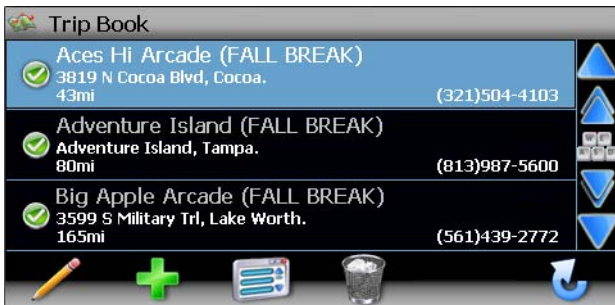 Trip Book
Aces Hi Arcade (FALL BREAK)
3819 N Cocoa Blvd, Cocoa.
43mi (321)504-4103
Adventure Island (FALL BREAK)
Adventure Island, Tampa.
80mi (813)987-5600
Big Apple Arcade (FALL BREAK)
3599 S Military Trl, Lake Worth.
165mi (561)439-2772